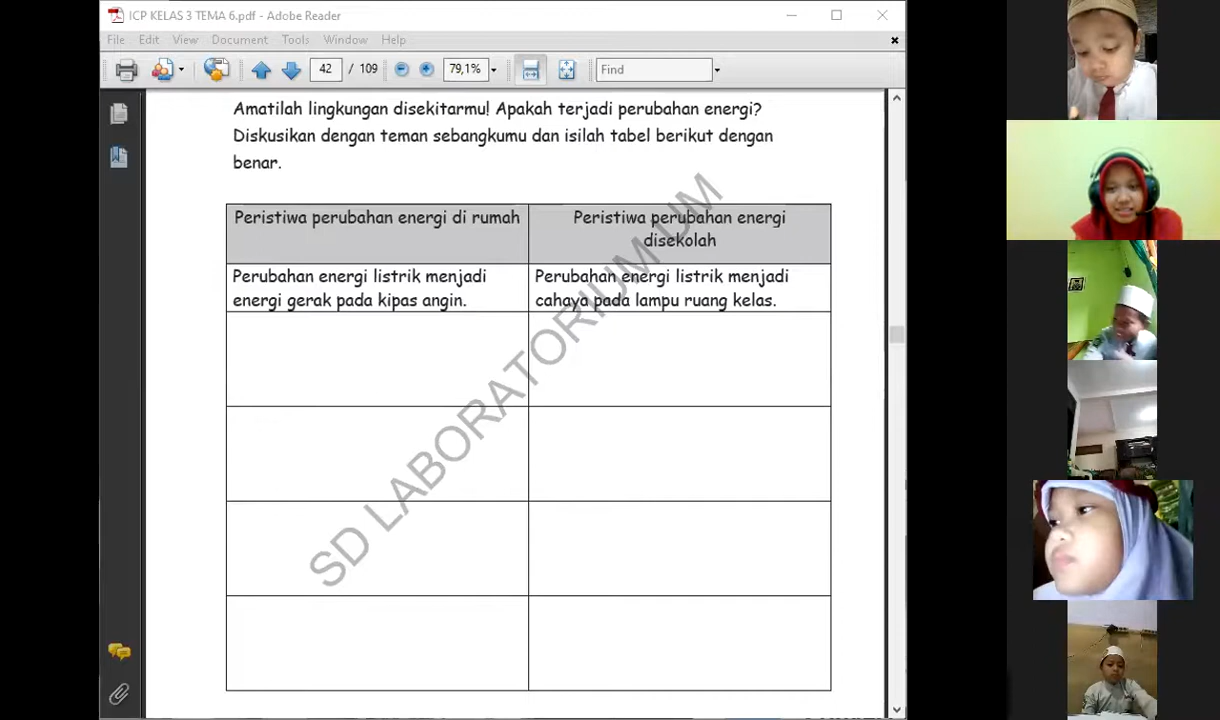 ICP KELAS 3 TEMA 6.pdf - Adobe Reader
File Edit View Document Tools Window Help
42 / 109 79,1% Find
Amatilah lingkungan disekitarmu! Apakah terjadi perubahan energi?
Diskusikan dengan teman sebangkumu dan isilah tabel berikut dengan
benar.
Peristiwa perubahan energi di rumah
Peristiwa perubahan energi
disekolah
Perubahan energi listrik menjadi
energi gerak pada kipas angin.
Perubahan energi listrik menjadi
cahaya pada lampu ruang kelas.
SD LABORATORIUM UM